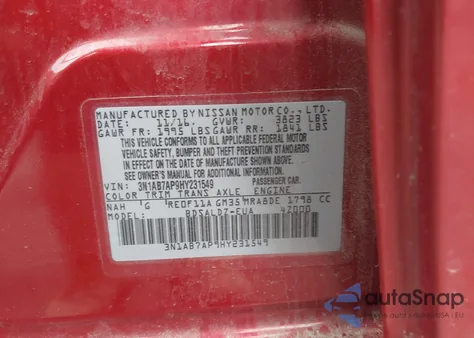 MANUFACTURED BY NISSAN MOTOR CO., LTD.
DATE: 11/16. GVWR: 3823 LBS
GAWR FR: 1995 LBS GAWR RR: 1841 LBS
THIS VEHICLE CONFORMS TO ALL APPLICABLE FEDERAL MOTOR
VEHICLE SAFETY, BUMPER AND THEFT PREVENTION STANDARDS
IN EFFECT ON THE DATE OF MANUFACTURE SHOWN ABOVE.
SEE OWNER'S MANUAL FOR ADDITIONAL INFORMATION.
VIN: 3N1AB7AP9HY231549 PASSENGER CAR.
COLOR TRIM TRANS AXLE ENGINE
NAH 'G 'REOF11A GM35 MRA8DE 1798 CC
MODEL: BDSALDZ-EUA 4Z000
3N1AB7AP9HY231549
autaSnap